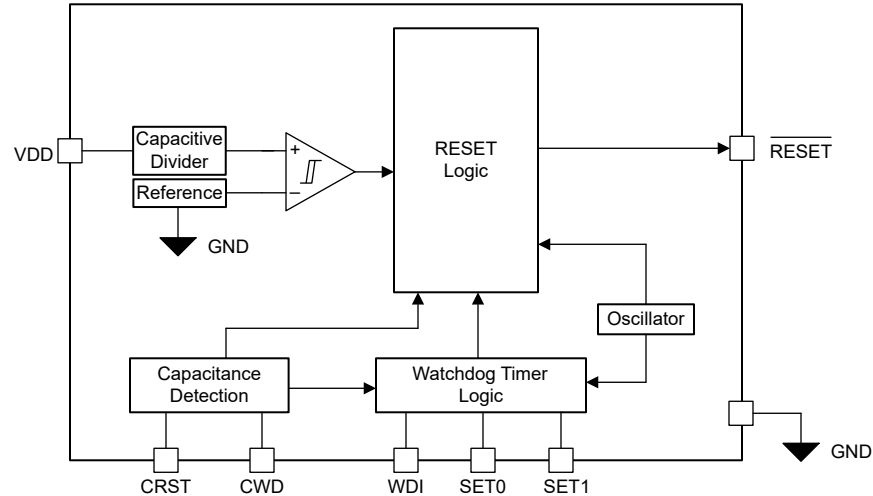 Capacitive
Divider
RESET
Logic
VDD
RESET
Reference
GND
Oscillator
Capacitance
Detection
Watchdog Timer
Logic
GND
CRST
CWD
WDI
SET0
SET1
+
−